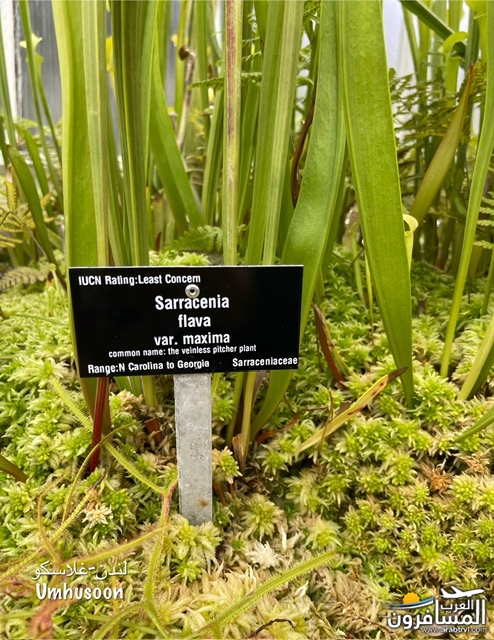 IUCN Rating:Least Concern
Sarracenia
flava
var. maxima
common name: the veinless pitcher plant
Range:N Carolina to Georgia Sarraceniaceae
لندن-غلاسكو
Umhusoon
العرب
المسافرون
www.arabtrvl.com